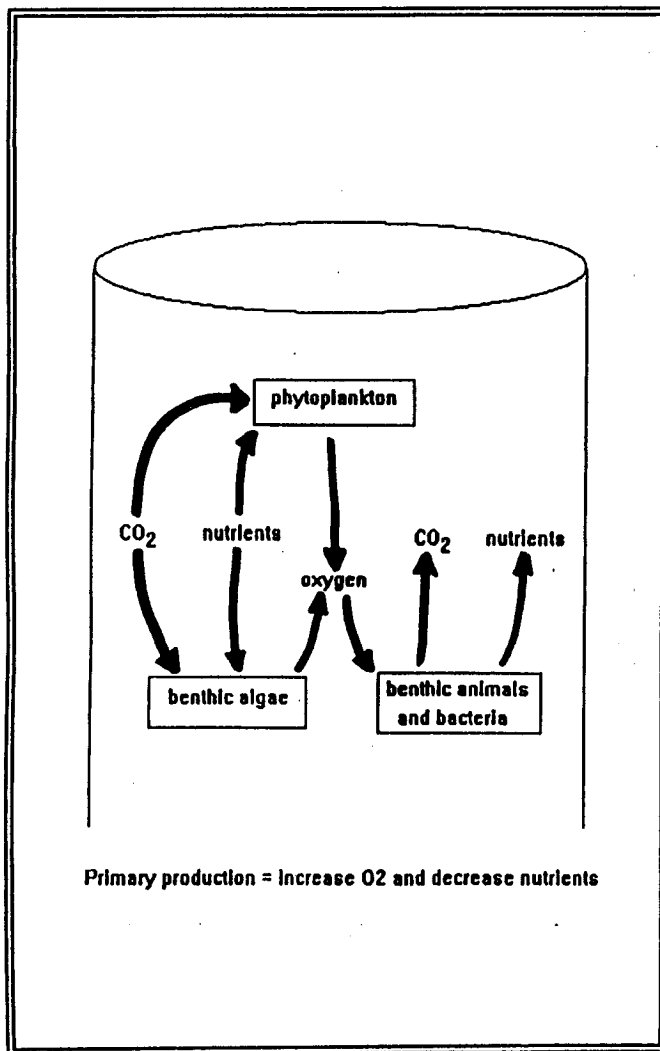 phytoplankton
CO2 nutrients
CO2 nutrients
oxygen
benthic algae
benthic animals
and bacteria
Primary production = increase O2 and decrease nutrients